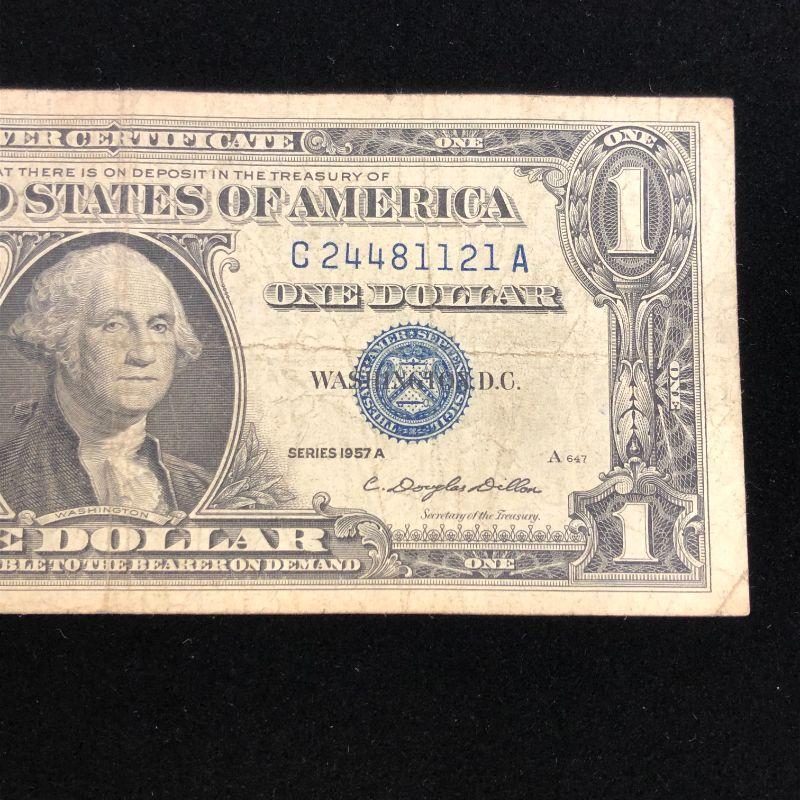 VER CERTIFICATE
ONE
ONE
1
AT THERE IS ON DEPOSIT IN THE TREASURY OF
D STATES OF AMERICA
C 24481121 A
ONE DOLLAR
WASHINGTON, D.C.
ONE
SERIES 1957 A
A 647
C. Douglas Dillon
Secretary of the Treasury.
WASHINGTON
E DOLLAR
1
BLE TO THE BEARER ON DEMAND
ONE